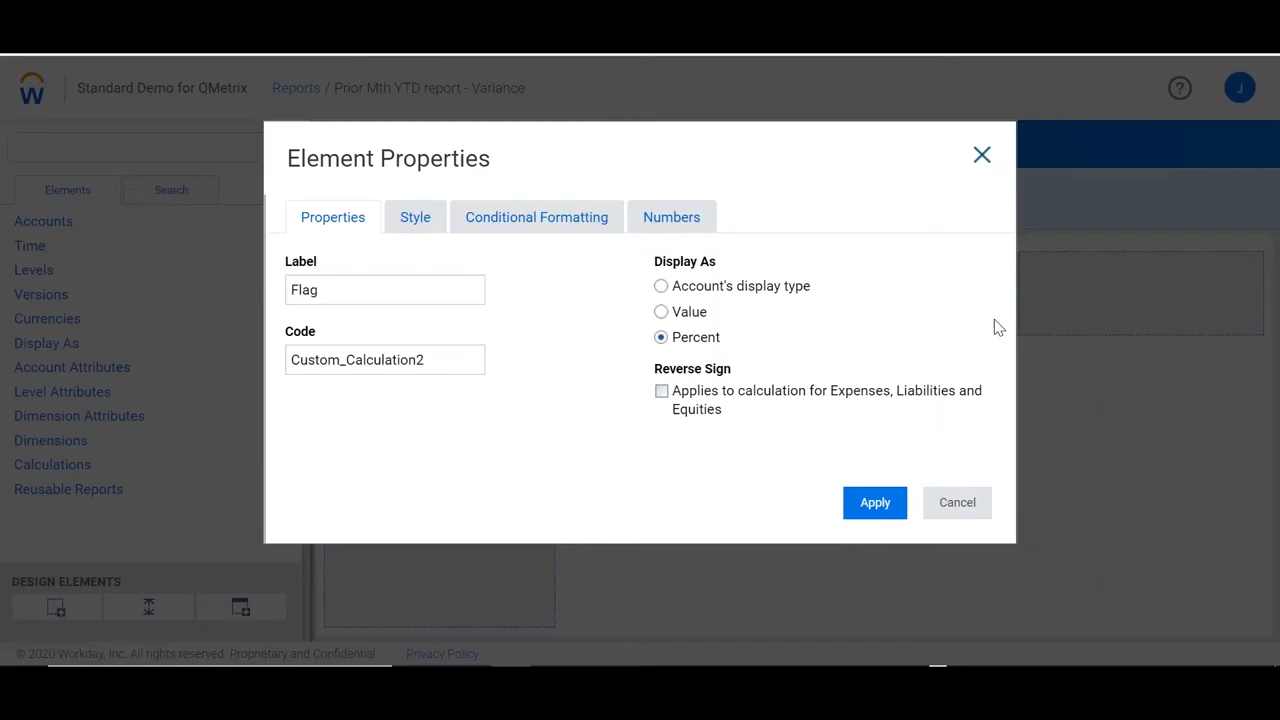 Standard Demo for QMetrix
Reports / Prior Mth YTD report - Variance
?
J
Element Properties
Elements
Search
Accounts
Time
Levels
Versions
Currencies
Display As
Account Attributes
Level Attributes
Dimension Attributes
Dimensions
Calculations
Reusable Reports
Properties
Style
Conditional Formatting
Numbers
Label
Flag
Code
Custom_Calculation2
Display As
Account's display type
Value
Percent
Reverse Sign
Applies to calculation for Expenses, Liabilities and
Equities
Apply
Cancel
DESIGN ELEMENTS
© 2020 Workday, Inc. All rights reserved. Proprietary and Confidential
Privacy Policy